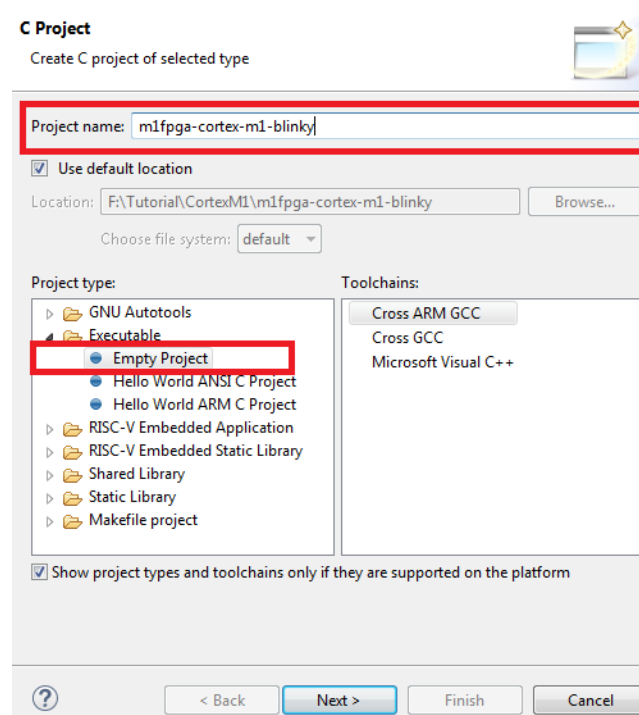 C Project
Create C project of selected type
Project name: m1fpga-cortex-m1-blinky
Use default location
Location: F:\Tutorial\CortexM1\m1fpga-cortex-m1-blinky Browse...
Choose file system: default
Project type: Toolchains:
GNU Autotools Cross ARM GCC
Executable Cross GCC
Empty Project Microsoft Visual C++
Hello World ANSI C Project
Hello World ARM C Project
RISC-V Embedded Application
RISC-V Embedded Static Library
Shared Library
Static Library
Makefile project
Show project types and toolchains only if they are supported on the platform
? < Back Next > Finish Cancel